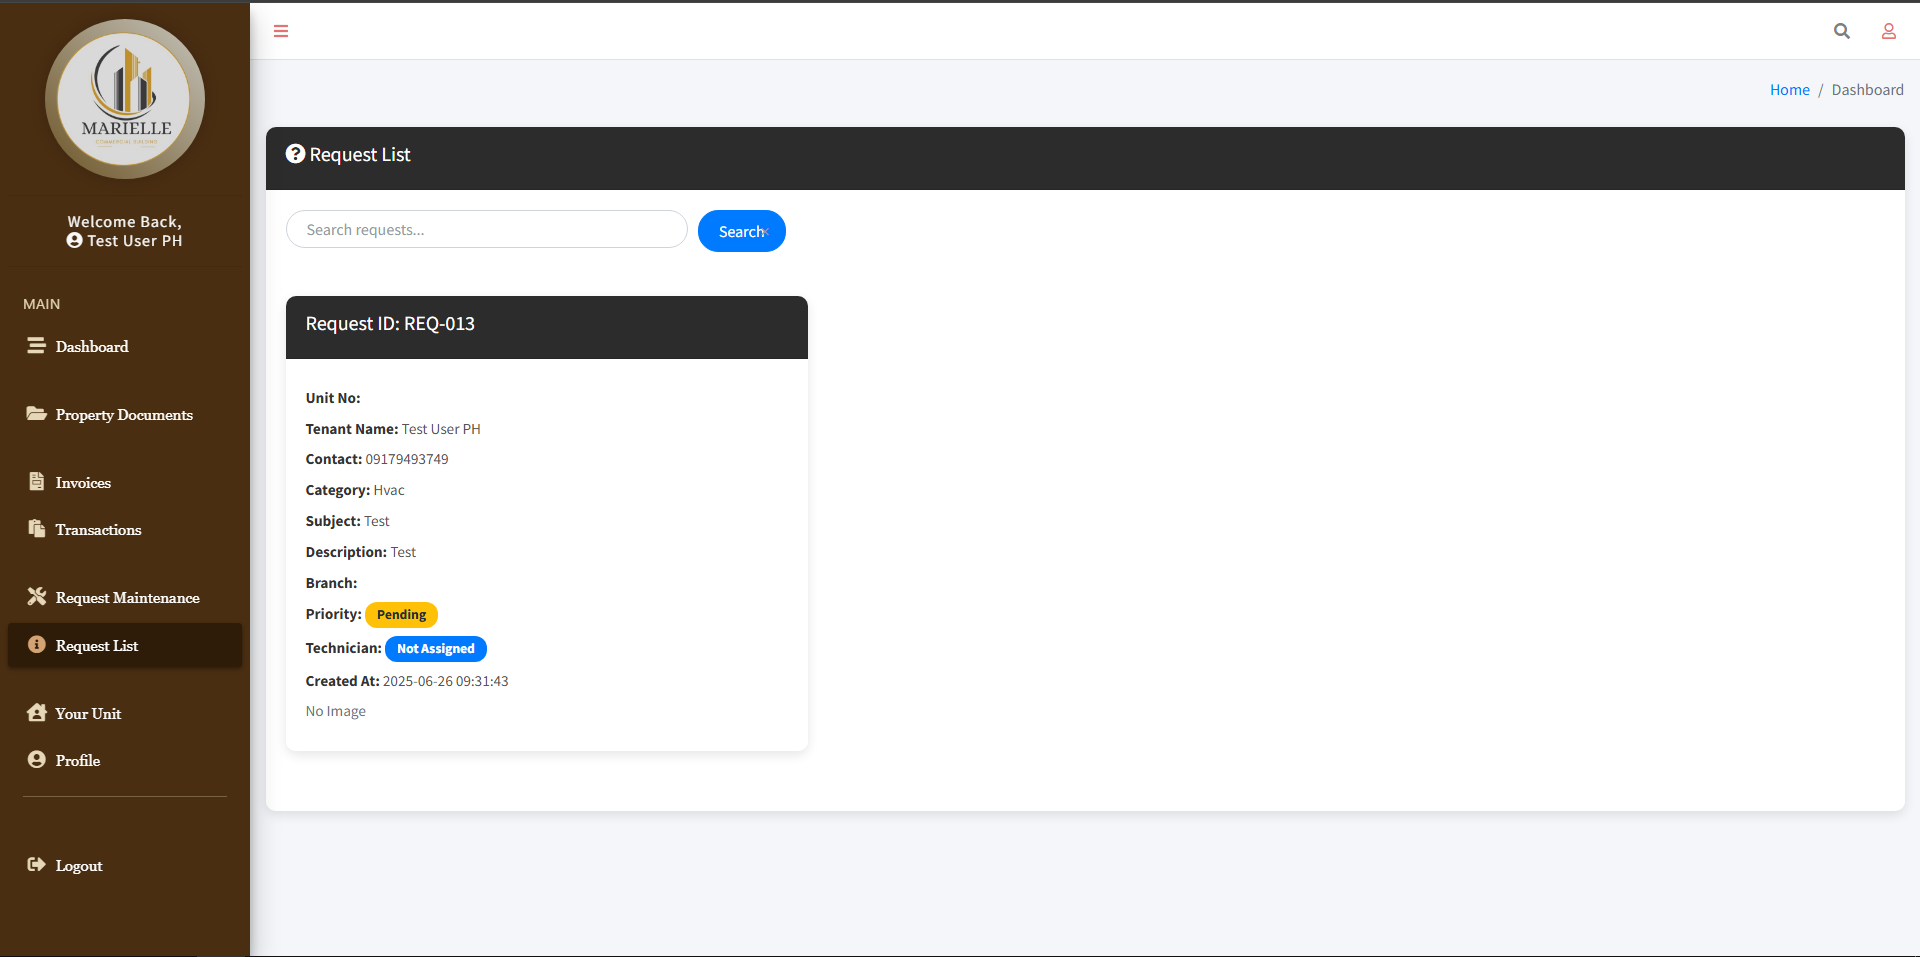 MARIELLE
Welcome Back,
Test User PH
MAIN
Dashboard
Property Documents
Invoices
Transactions
Request Maintenance
Request List
Your Unit
Profile
Logout
Home / Dashboard
Request List
Search requests...
Search
Request ID: REQ-013
Unit No:
Tenant Name: Test User PH
Contact: 09179493749
Category: Hvac
Subject: Test
Description: Test
Branch:
Priority: Pending
Technician: Not Assigned
Created At: 2025-06-26 09:31:43
No Image